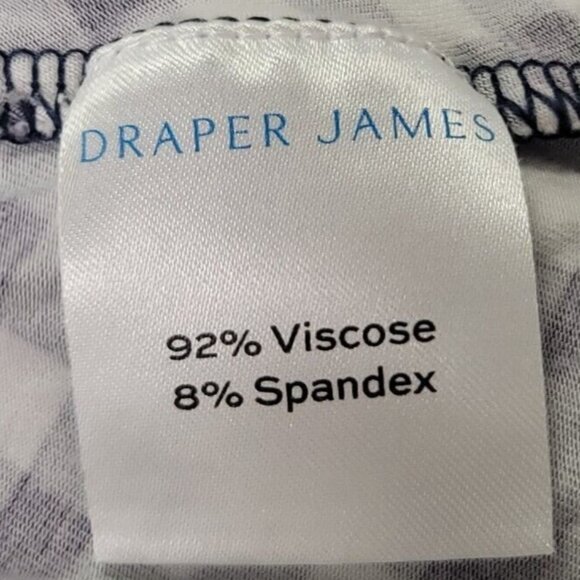 DRAPER JAMES
92% Viscose
8% Spandex